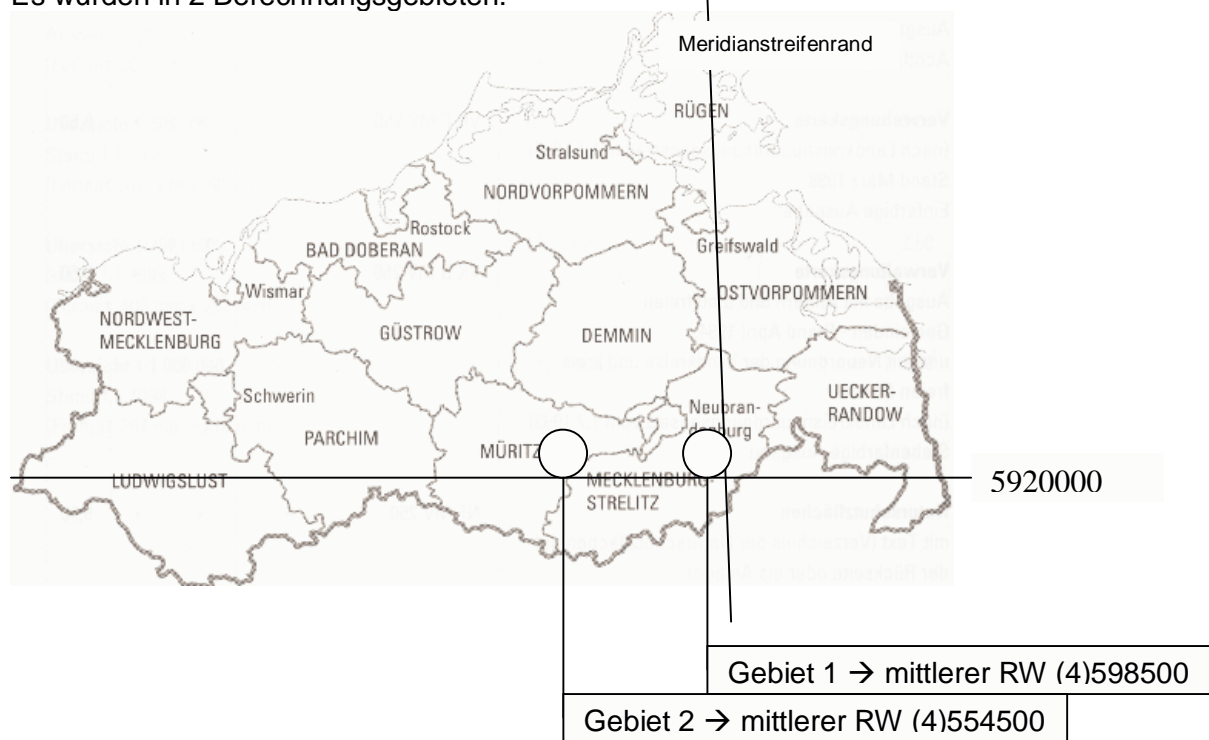 Es wurden in 2 Berechnungsgebieten:
Meridianstreifenrand
RÜGEN
Stralsund
NORDVORPOMMERN
Rostock
Greifswald
BAD DOBERAN
Wismar
OSTVORPOMMERN
NORDWEST-
MECKLENBURG
GÜSTROW
DEMMIN
Schwerin
Neubran-
denburg
UECKER-
RANDOW
PARCHIM
MÜRITZ
LUDWIGSLUST
MECKLENBURG-
STRELITZ
5920000
Gebiet 1 → mittlerer RW (4)598500
Gebiet 2 → mittlerer RW (4)554500